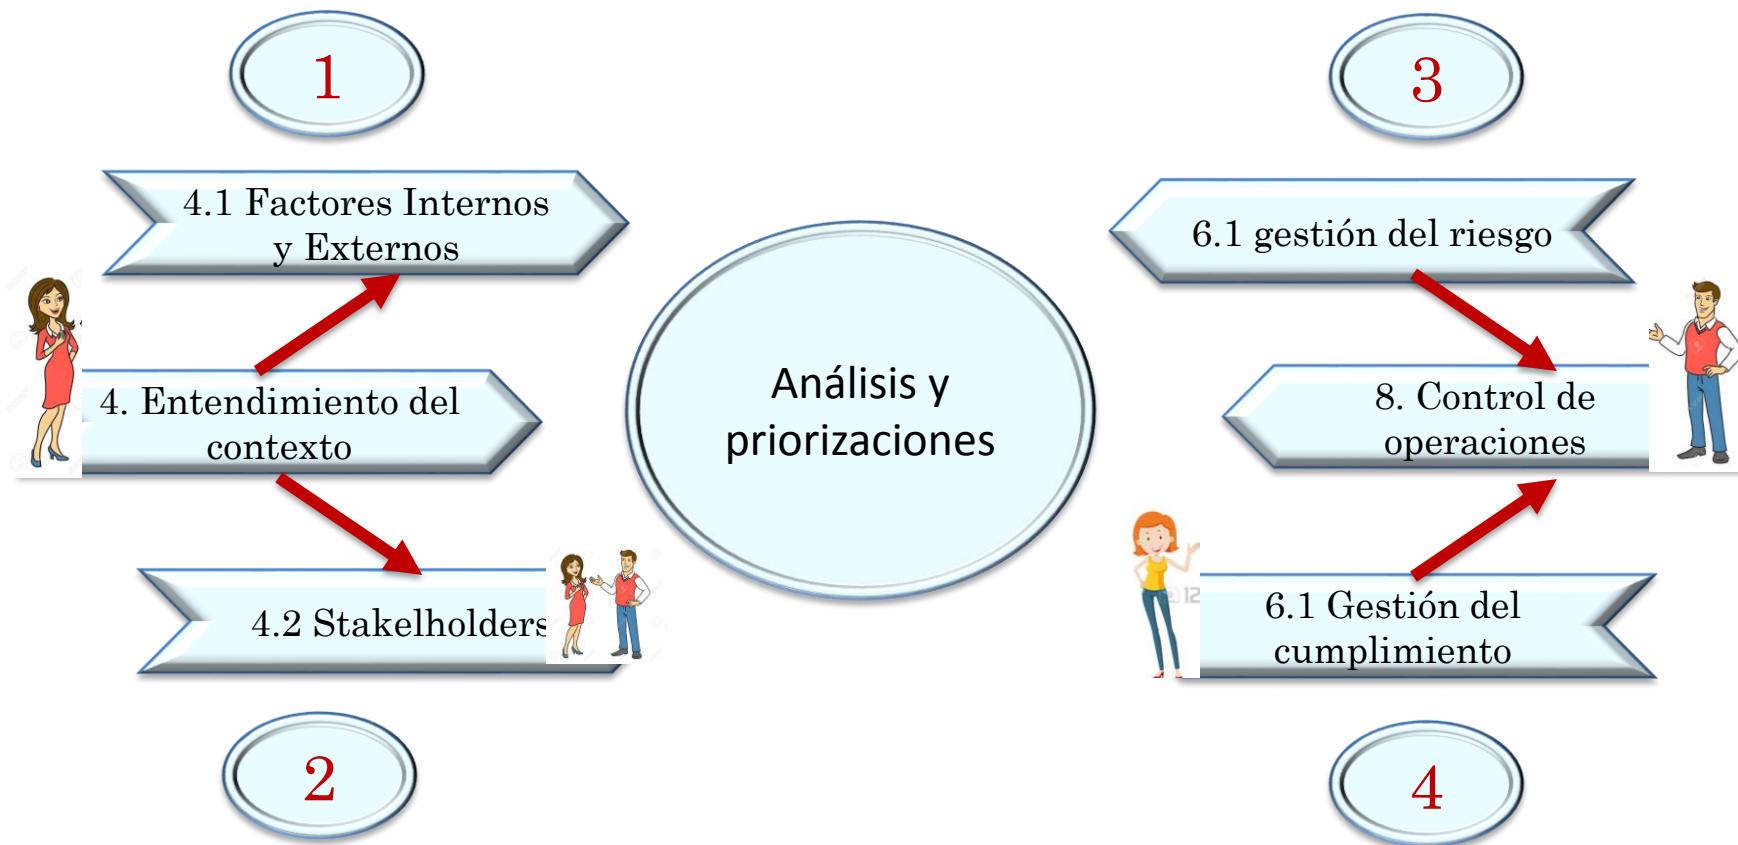 1
4.1 Factores Internos
y Externos
4. Entendimiento del
contexto
4.2 Stakelholders
2
Análisis y
priorizaciones
3
6.1 gestión del riesgo
8. Control de
operaciones
6.1 Gestión del
cumplimiento
4
12